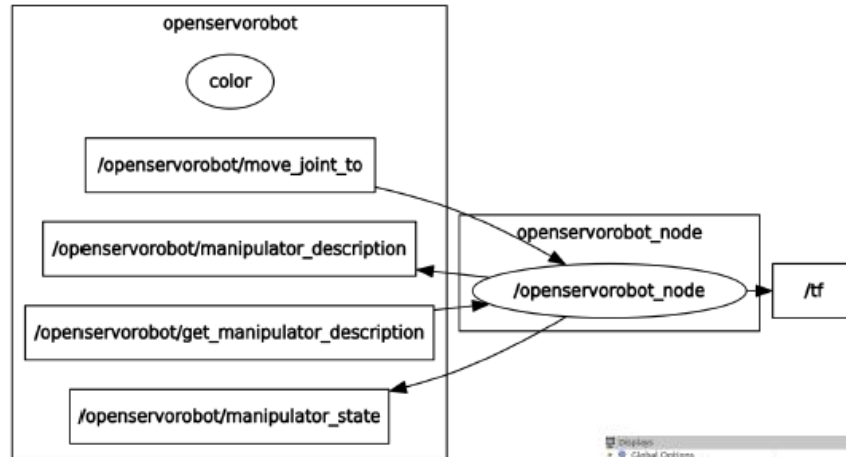 openservorobot
color
/openservorobot/move_joint_to
/openservorobot/manipulator_description
/openservorobot/get_manipulator_description
/openservorobot/manipulator_state
openservorobot_node
/openservorobot_node
/tf
Displays
Global Options